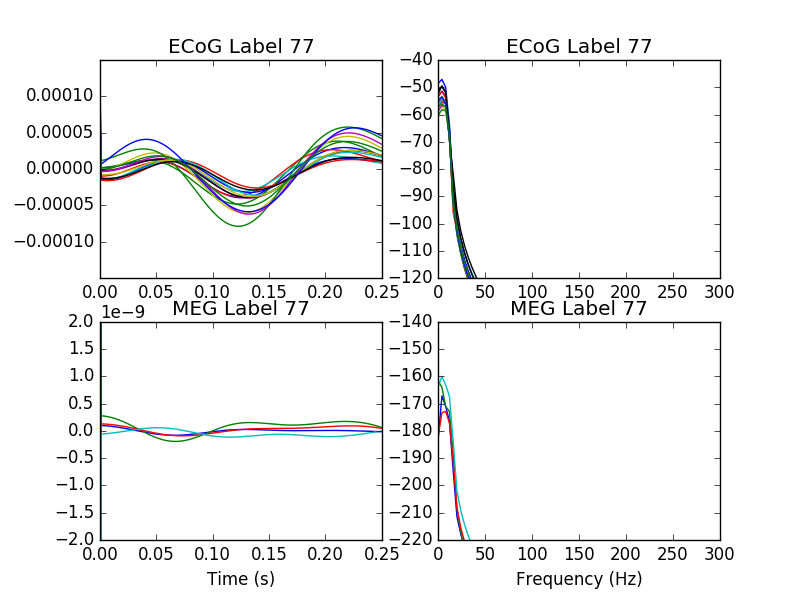 ECoG Label 77
0.00010
0.00005
0.00000
−0.00005
−0.00010
0.00 0.05 0.10 0.15 0.20 0.25
ECoG Label 77
−40
−50
−60
−70
−80
−90
−100
−110
−120
0 50 100 150 200 250 300
MEG Label 77
1e−9
2.0
1.5
1.0
0.5
0.0
−0.5
−1.0
−1.5
−2.0
0.00 0.05 0.10 0.15 0.20 0.25
Time (s)
MEG Label 77
−140
−150
−160
−170
−180
−190
−200
−210
−220
0 50 100 150 200 250 300
Frequency (Hz)